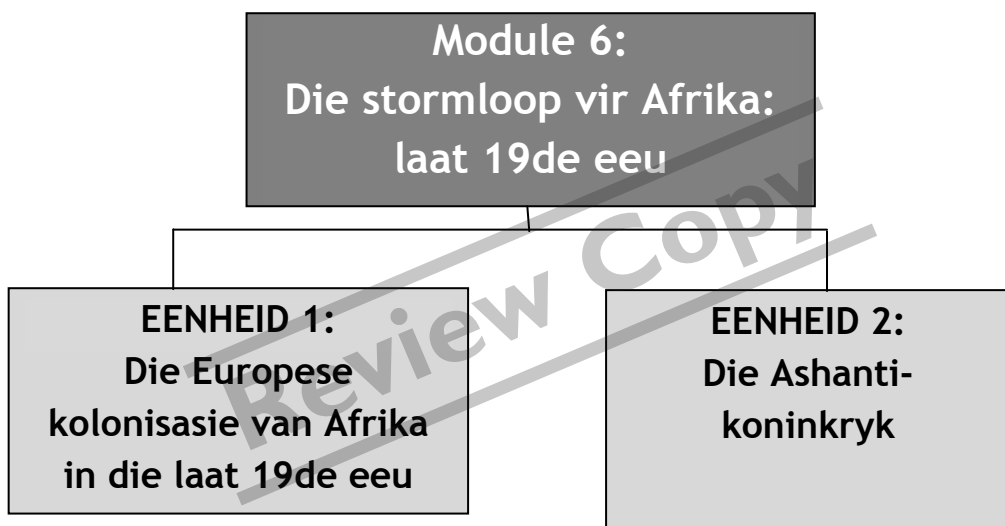 Module 6:
Die stormloop vir Afrika:
laat 19de eeu
EENHEID 1:
Die Europese
kolonisasie van Afrika
in die laat 19de eeu
EENHEID 2:
Die Ashanti-
koninkryk
Review Copy